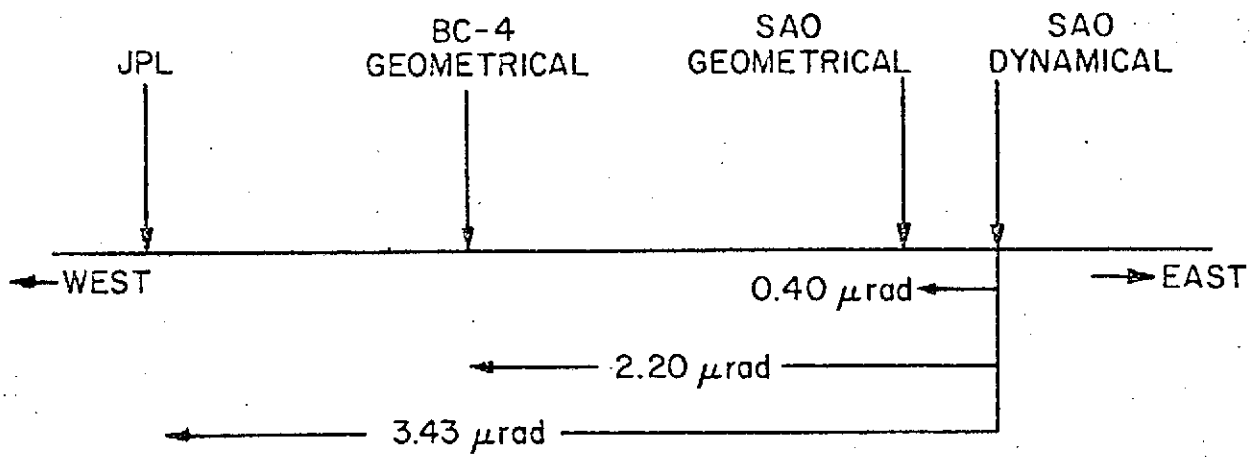 JPL
BC-4
GEOMETRICAL
SAO
GEOMETRICAL
SAO
DYNAMICAL
WEST
EAST
0.40 μrad
2.20 μrad
3.43 μrad